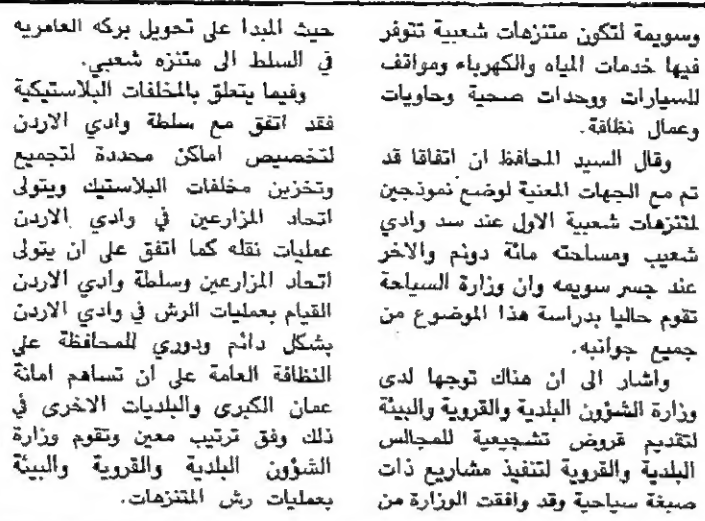 وسويمة لتكون متنزهات شعبية تتوفر
فيها خدمات المياه والكهرباء ومواقف
للسيارات ووحدات صحية وحاويات
وعمال نظافة.
وقال السيد المحافظ ان اتفاقا قد
تم مع الجهات المعنية لوضع نموذجين
لمتنزهات شعبية الاول عند سد وادي
شعيب ومساحته مائة دونم والاخر
عند جسر سويمه وان وزارة السياحة
تقوم حاليا بدراسة هذا الموضوع من
جميع جوانبه.
واشار الى ان هناك توجها لدى
وزارة الشؤون البلدية والقروية والبيئة
لتقديم قروض تشجيعية للمجالس
البلدية والقروية لتنفيذ مشاريع ذات
صبغة سياحية وقد وافقت الوزارة من
حيث المبدا على تحويل بركه العامريه
في السلط الى متنزه شعبي.
وفيما يتعلق بالمخلفات البلاستيكية
فقد اتفق مع سلطة وادي الاردن
لتخصيص اماكن محددة لتجميع
وتخزين مخلفات البلاستيك ويتولى
اتحاد المزارعين في وادي الاردن
عمليات نقله كما اتفق على ان يتولى
اتحاد المزارعين وسلطة وادي الاردن
القيام بعمليات الرش في وادي الاردن
بشكل دائم ودوري للمحافظة على
النظافة العامة على ان تساهم امانة
عمان الكبرى والبلديات الاخرى في
ذلك وفق ترتيب معين وتقوم وزارة
الشؤون البلدية والقروية والبيئة
بعمليات رش المتنزهات.